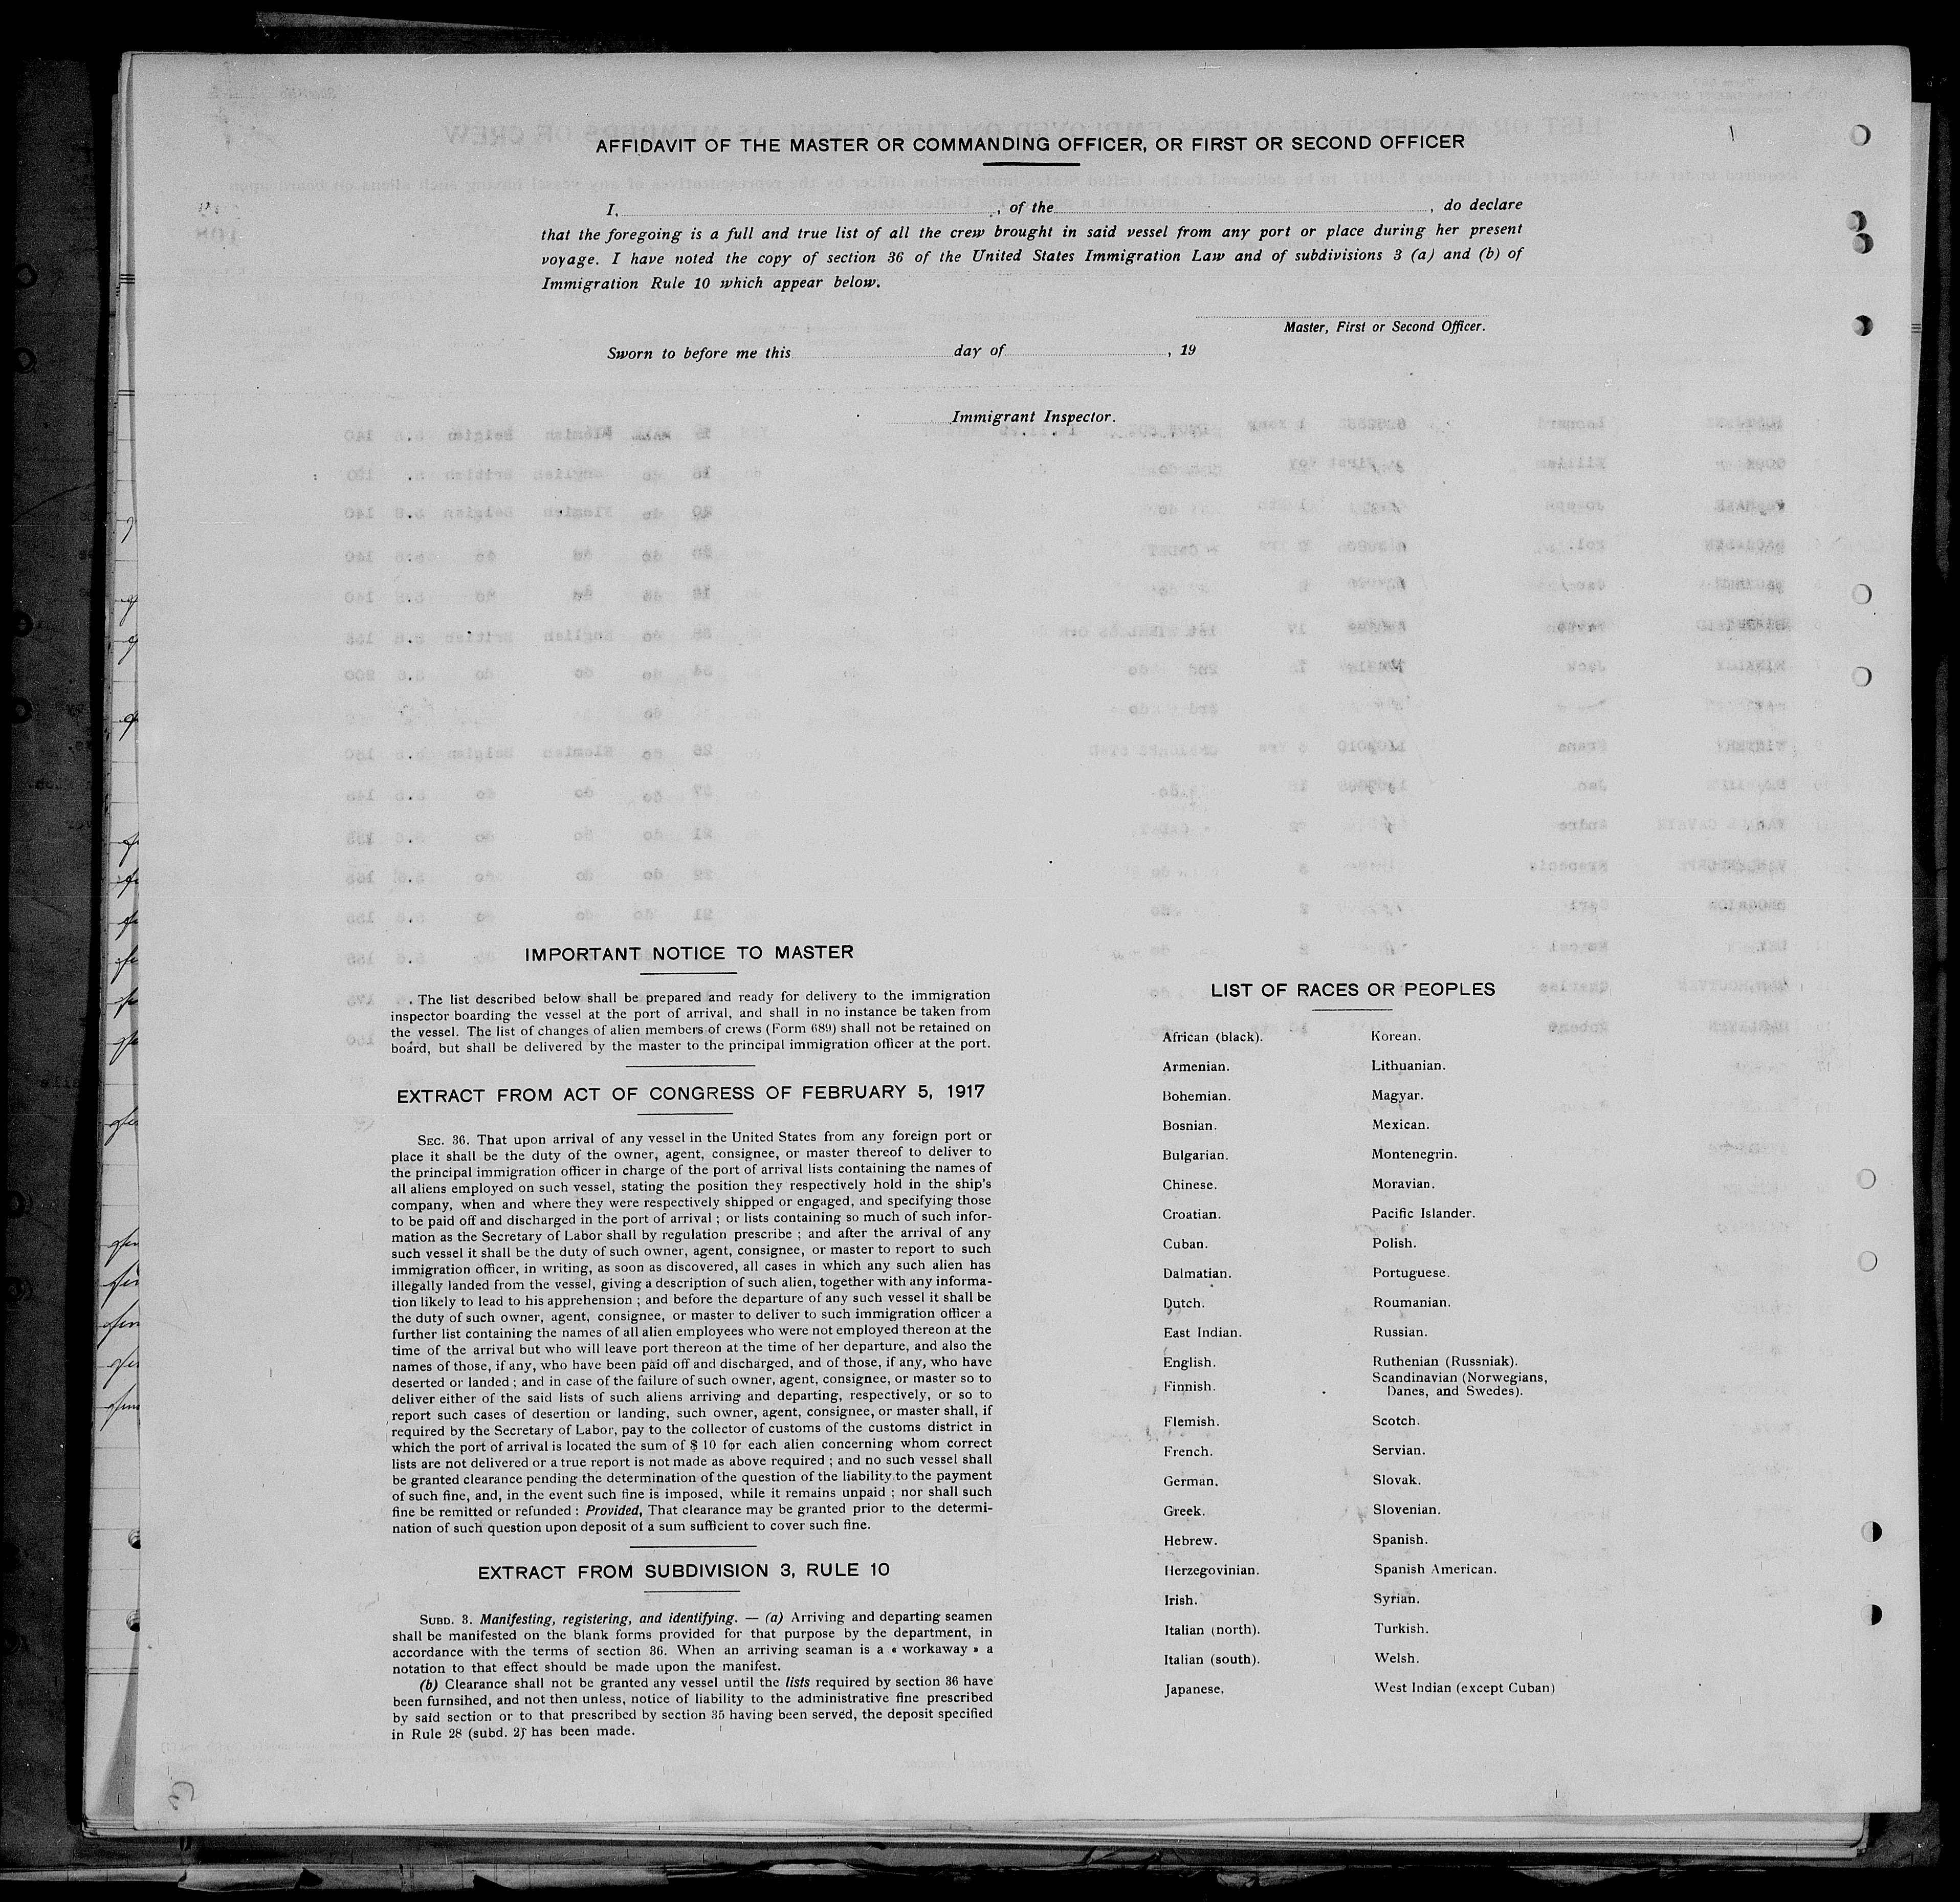 AFFIDAVIT OF THE MASTER OR COMMANDING OFFICER, OR FIRST OR SECOND OFFICER
I, , of the , do declare
that the foregoing is a full and true list of all the crew brought in said vessel from any port or place during her present
voyage. I have noted the copy of section 36 of the United States Immigration Law and of subdivisions 3 (a) and (b) of
Immigration Rule 10 which appear below.
Master, First or Second Officer.
Sworn to before me this day of , 19
Immigrant Inspector.
IMPORTANT NOTICE TO MASTER
The list described below shall be prepared and ready for delivery to the immigration
inspector boarding the vessel at the port of arrival, and shall in no instance be taken from
the vessel. The list of changes of alien members of crews (Form 689) shall not be retained on
board, but shall be delivered by the master to the principal immigration officer at the port.
EXTRACT FROM ACT OF CONGRESS OF FEBRUARY 5, 1917
SEC. 36. That upon arrival of any vessel in the United States from any foreign port or
place it shall be the duty of the owner, agent, consignee, or master thereof to deliver to
the principal immigration officer in charge of the port of arrival lists containing the names of
all aliens employed on such vessel, stating the position they respectively hold in the ship's
company, when and where they were respectively shipped or engaged, and specifying those
to be paid off and discharged in the port of arrival ; or lists containing so much of such infor-
mation as the Secretary of Labor shall by regulation prescribe ; and after the arrival of any
such vessel it shall be the duty of such owner, agent, consignee, or master to report to such
immigration officer, in writing, as soon as discovered, all cases in which any such alien has
illegally landed from the vessel, giving a description of such alien, together with any informa-
tion likely to lead to his apprehension ; and before the departure of any such vessel it shall be
the duty of such owner, agent, consignee, or master to deliver to such immigration officer a
further list containing the names of all alien employees who were not employed thereon at the
time of the arrival but who will leave port thereon at the time of her departure, and also the
names of those, if any, who have been paid off and discharged, and of those, if any, who have
deserted or landed ; and in case of the failure of such owner, agent, consignee, or master so to
deliver either of the said lists of such aliens arriving and departing, respectively, or so to
report such cases of desertion or landing, such owner, agent, consignee, or master shall, if
required by the Secretary of Labor, pay to the collector of customs of the customs district in
which the port of arrival is located the sum of $ 10 for each alien concerning whom correct
lists are not delivered or a true report is not made as above required ; and no such vessel shall
be granted clearance pending the determination of the question of the liability to the payment
of such fine, and, in the event such fine is imposed, while it remains unpaid ; nor shall such
fine be remitted or refunded : Provided, That clearance may be granted prior to the determi-
nation of such question upon deposit of a sum sufficient to cover such fine.
EXTRACT FROM SUBDIVISION 3, RULE 10
SUBD. 3. Manifesting, registering, and identifying. — (a) Arriving and departing seamen
shall be manifested on the blank forms provided for that purpose by the department, in
accordance with the terms of section 36. When an arriving seaman is a « workaway » a
notation to that effect should be made upon the manifest.
(b) Clearance shall not be granted any vessel until the lists required by section 36 have
been furnsihed, and not then unless, notice of liability to the administrative fine prescribed
by said section or to that prescribed by section 35 having been served, the deposit specified
in Rule 28 (subd. 2) has been made.
LIST OF RACES OR PEOPLES
African (black). Korean.
Armenian. Lithuanian.
Bohemian. Magyar.
Bosnian. Mexican.
Bulgarian. Montenegrin.
Chinese. Moravian.
Croatian. Pacific Islander.
Cuban. Polish.
Dalmatian. Portuguese.
Dutch. Roumanian.
East Indian. Russian.
English. Ruthenian (Russniak).
Finnish. Scandinavian (Norwegians,
Danes, and Swedes).
Flemish. Scotch.
French. Servian.
German. Slovak.
Greek. Slovenian.
Hebrew. Spanish.
Herzegovinian. Spanish American.
Irish. Syrian.
Italian (north). Turkish.
Italian (south). Welsh.
Japanese. West Indian (except Cuban)